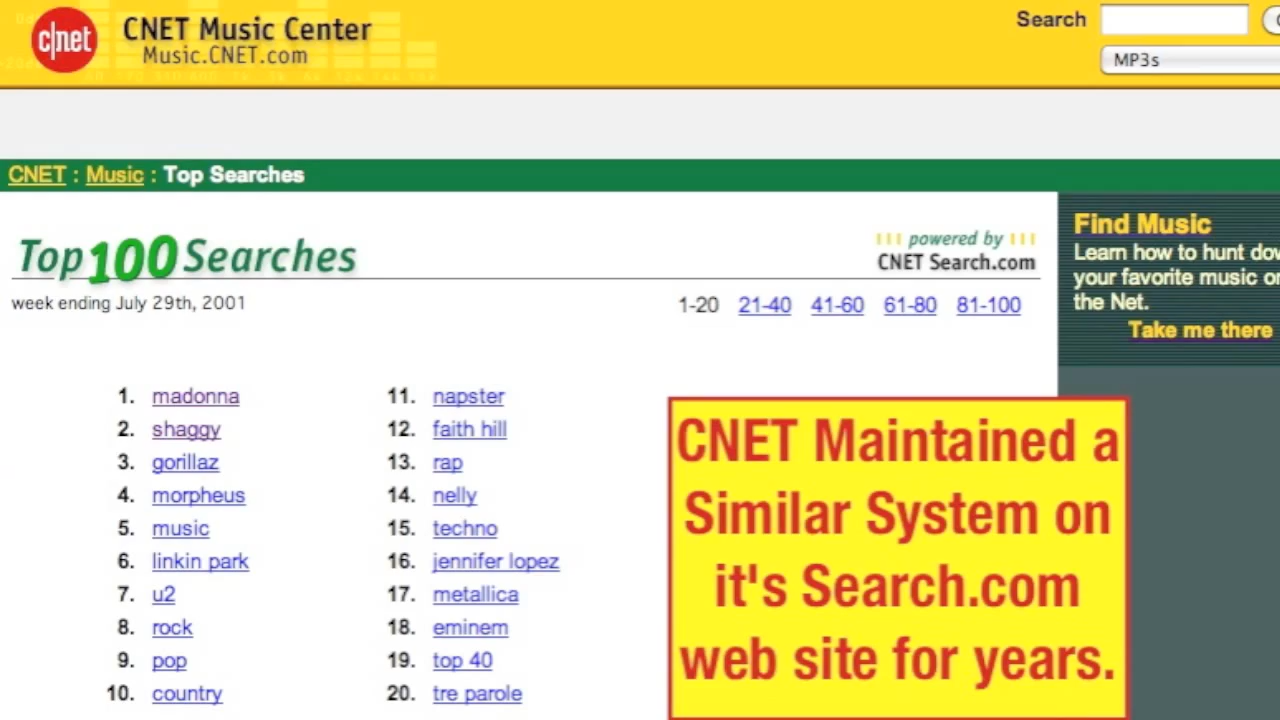 c|net
CNET Music Center
Music.CNET.com
Search
MP3s
CNET : Music : Top Searches
Top 100 Searches
powered by
CNET Search.com
week ending July 29th, 2001
1-20 21-40 41-60 61-80 81-100
Find Music
Learn how to hunt dow
your favorite music on
the Net.
Take me there
1. madonna
2. shaggy
3. gorillaz
4. morpheus
5. music
6. linkin park
7. u2
8. rock
9. pop
10. country
11. napster
12. faith hill
13. rap
14. nelly
15. techno
16. jennifer lopez
17. metallica
18. eminem
19. top 40
20. tre parole
CNET Maintained a
Similar System on
it's Search.com
web site for years.